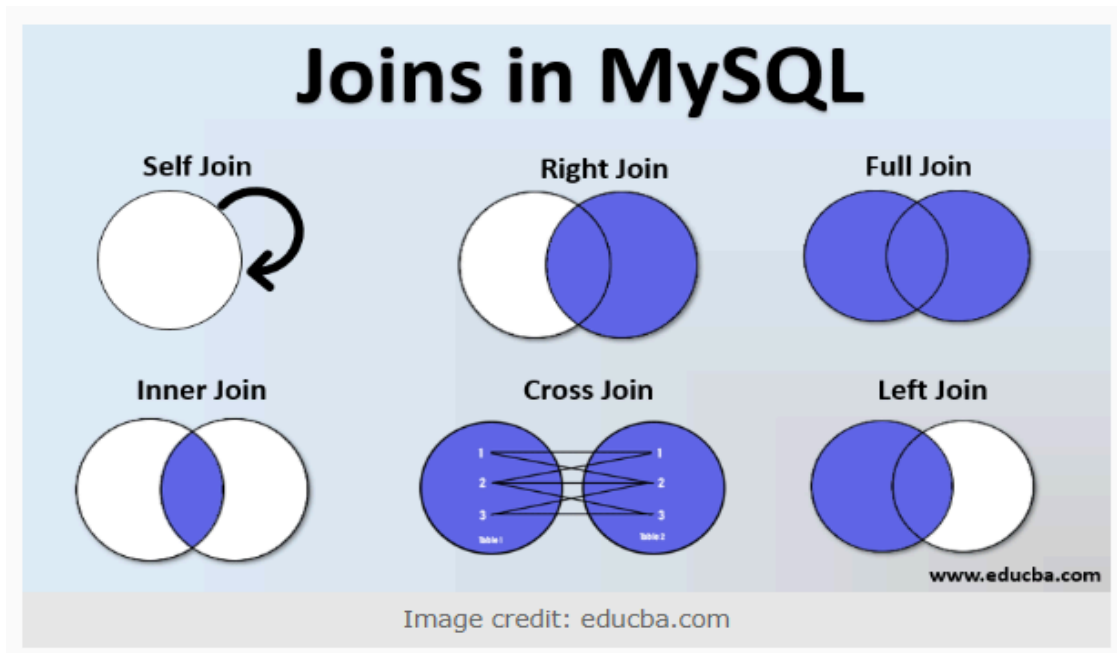 Joins in MySQL
Self Join
Right Join
Full Join
Inner Join
Cross Join
Left Join
1 1
2 2
3 3
Table 1 Table 2
www.educba.com
Image credit: educba.com